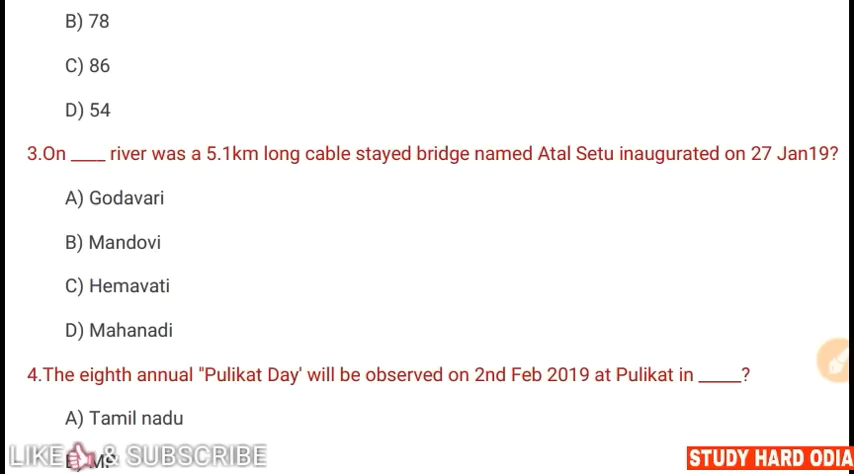 B) 78
C) 86
D) 54
3.On ____ river was a 5.1km long cable stayed bridge named Atal Setu inaugurated on 27 Jan19?
A) Godavari
B) Mandovi
C) Hemavati
D) Mahanadi
4.The eighth annual "Pulikat Day' will be observed on 2nd Feb 2019 at Pulikat in _____?
A) Tamil nadu
B) MP
LIKE & SUBSCRIBE
STUDY HARD ODIA